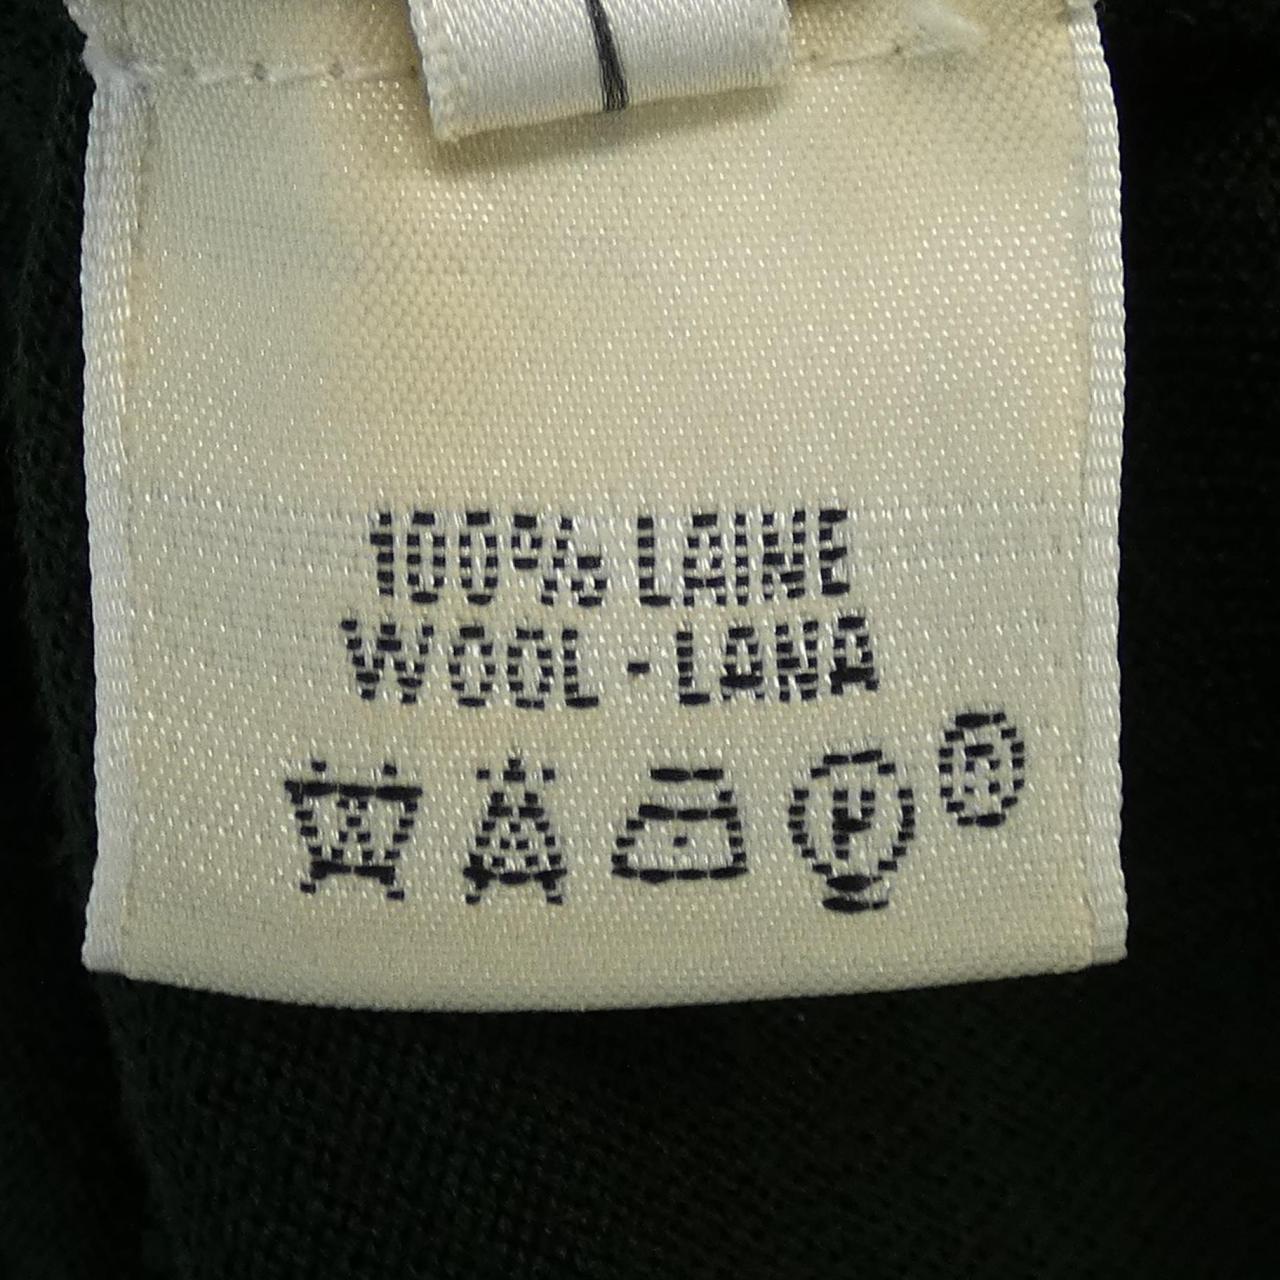 100% LAINE
WOOL - LANA
P
®